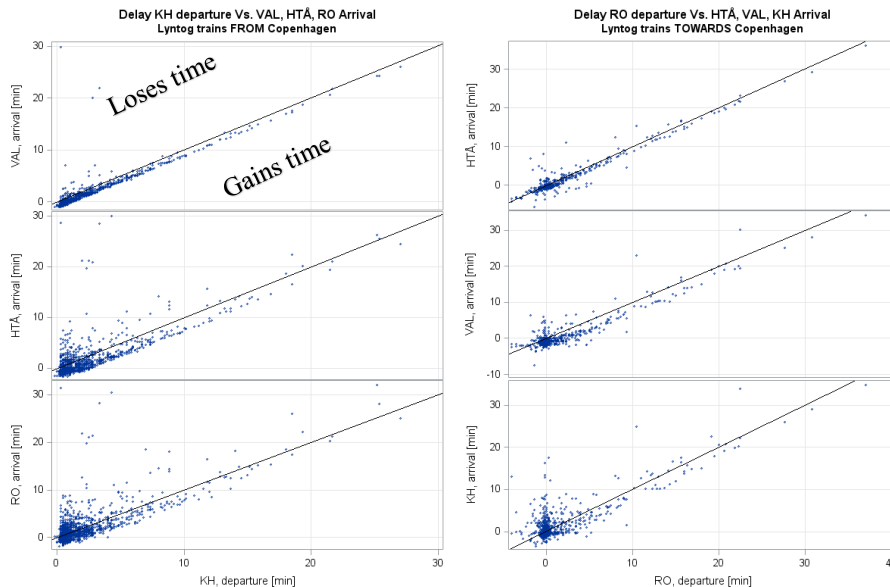 Delay KH departure Vs. VAL, HTÅ, RO Arrival
Lyntog trains FROM Copenhagen
VAL, arrival [min]
30
20
10
0
Loses time
Gains time
HTÅ, arrival [min]
30
20
10
0
RO, arrival [min]
30
20
10
0
0
10
20
30
KH, departure [min]
Delay RO departure Vs. HTÅ, VAL, KH Arrival
Lyntog trains TOWARDS Copenhagen
HTÅ, arrival [min]
30
20
10
0
VAL, arrival [min]
30
20
10
0
-10
KH, arrival [min]
30
20
10
0
0
10
20
30
RO, departure [min]